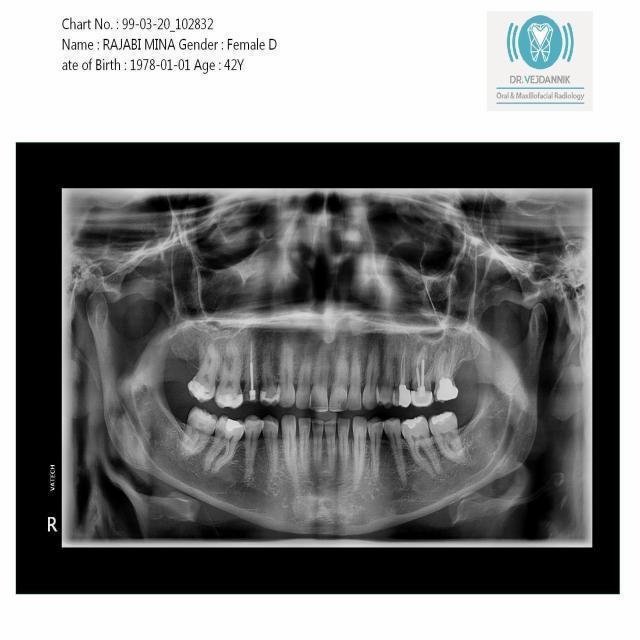 Chart No. : 99-03-20_102832
Name : RAJABI MINA Gender : Female D
ate of Birth : 1978-01-01 Age : 42Y
DR.VEJDANNIK
Oral & Maxillofacial Radiology
VATECH
R